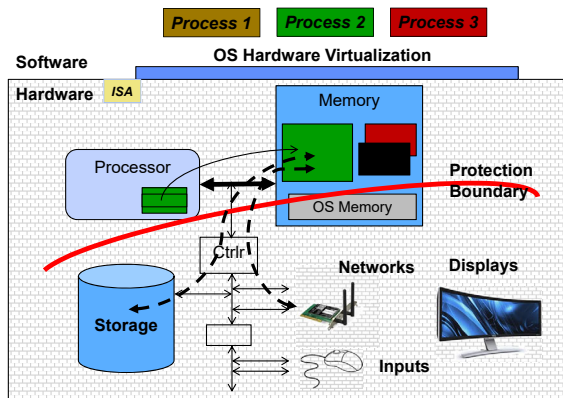 Process 1
Process 2
Process 3
OS Hardware Virtualization
Software
Hardware
ISA
Memory
Processor
Protection
Boundary
OS Memory
Ctrlr
Networks
Displays
Storage
Inputs